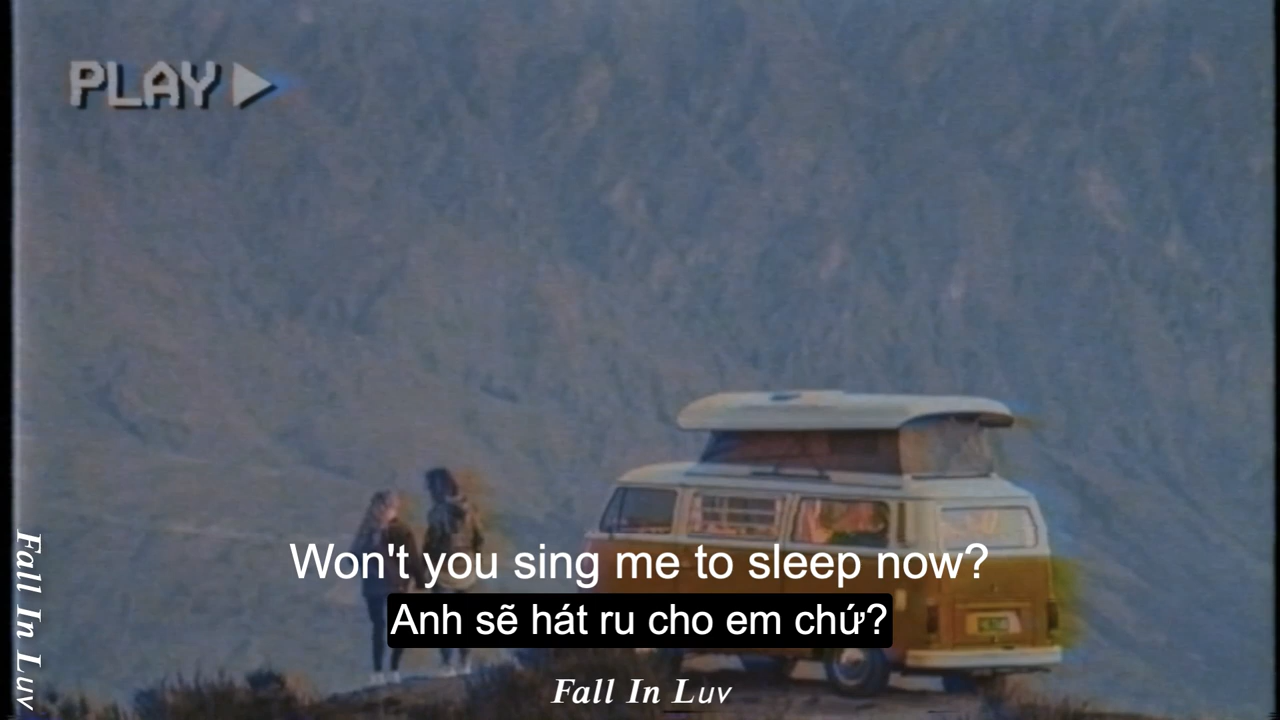 PLAY
Won't you sing me to sleep now?
Anh sẽ hát ru cho em chứ?
Fall In Luv
Fall In Luv